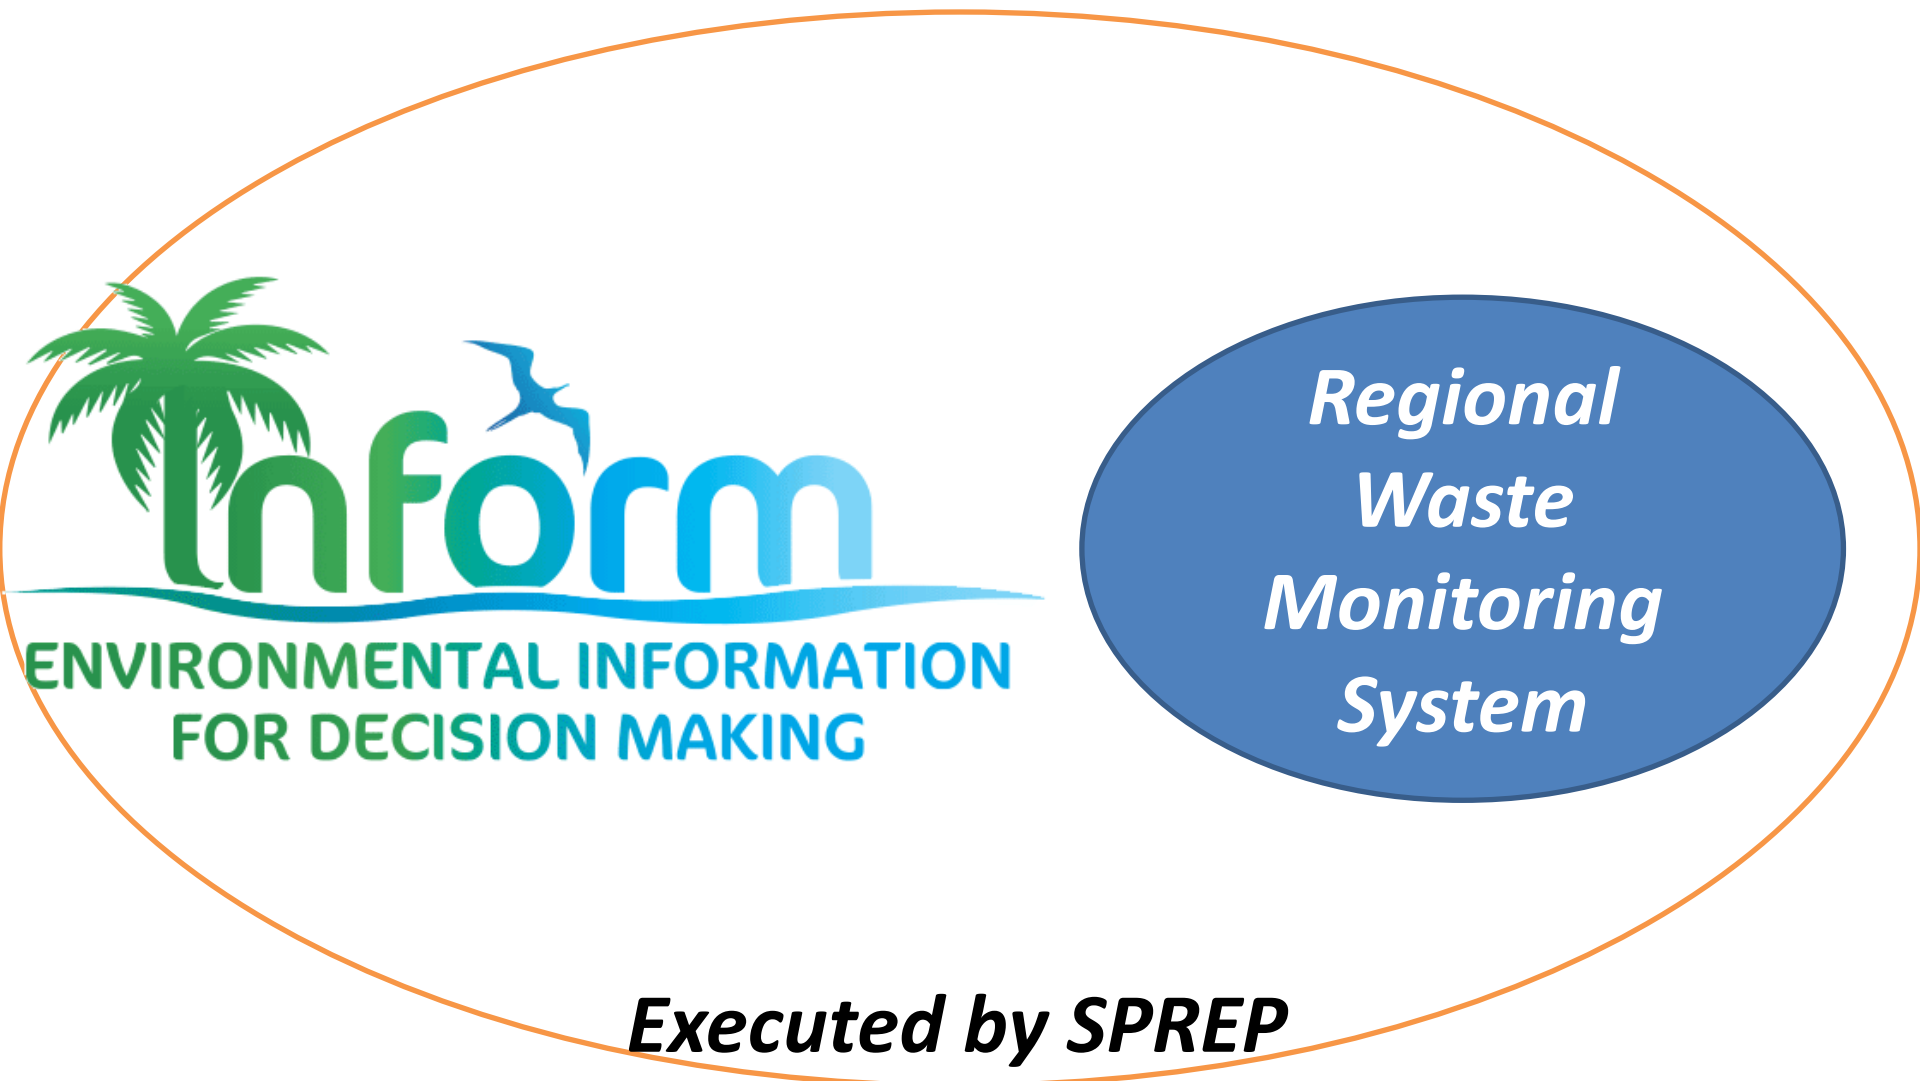 Inform
ENVIRONMENTAL INFORMATION
FOR DECISION MAKING
Regional
Waste
Monitoring
System
Executed by SPREP